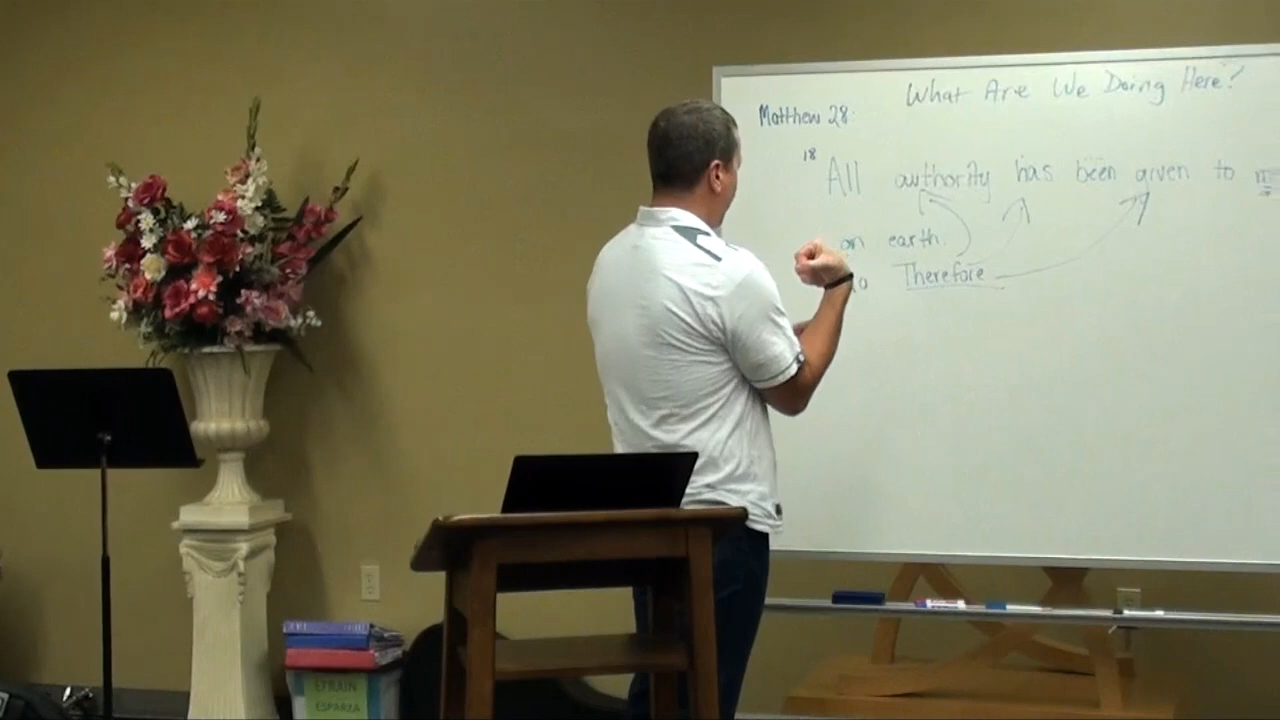 What Are We Doing Here?
Matthew 28:
18 All authority has been given to
on earth.
Therefore
EFRAIN
ESPARZA